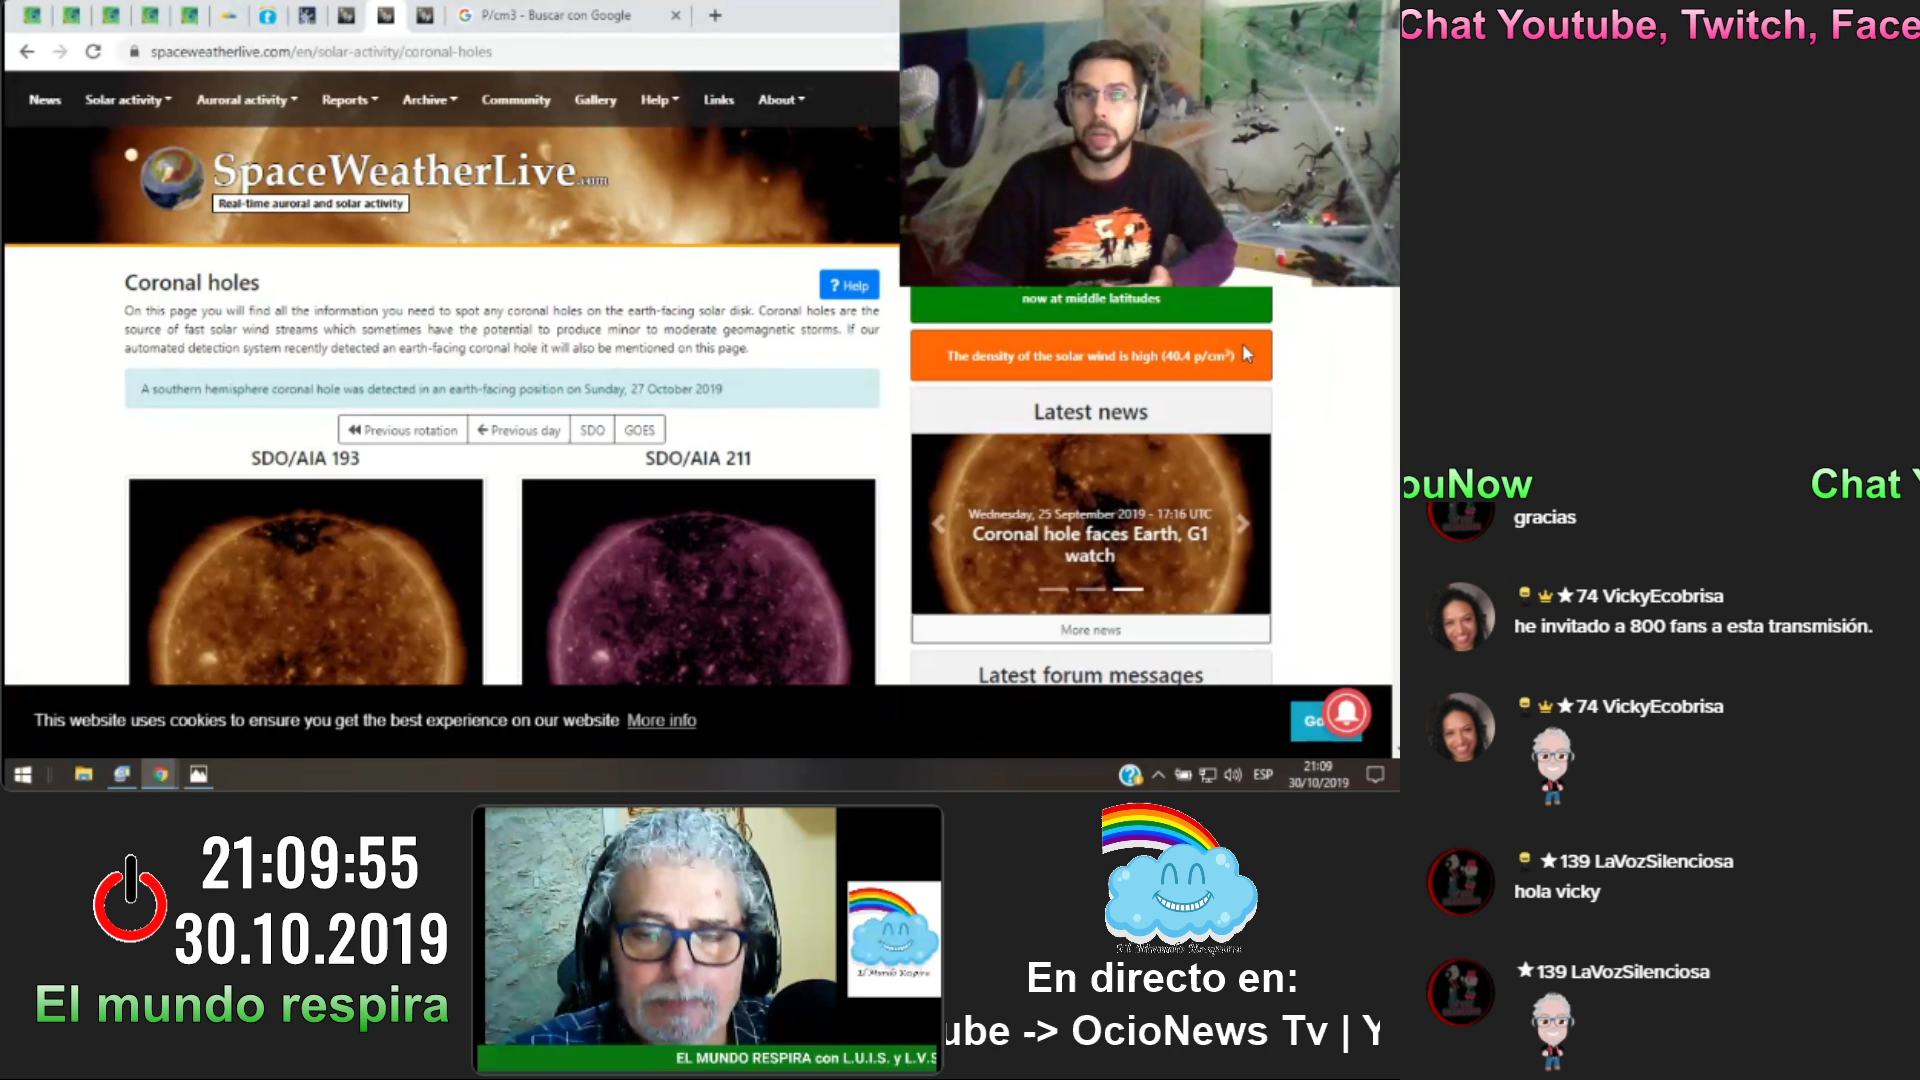 P/cm3 - Buscar con Google
spaceweatherlive.com/en/solar-activity/coronal-holes
News Solar activity Auroral activity Reports Archive Community Gallery Help Links About
SpaceWeatherLive.com
Real-time auroral and solar activity
Coronal holes
? Help
On this page you will find all the information you need to spot any coronal holes on the earth-facing solar disk. Coronal holes are the
source of fast solar wind streams which sometimes have the potential to produce minor to moderate geomagnetic storms. If our
automated detection system recently detected an earth-facing coronal hole it will also be mentioned on this page.
A southern hemisphere coronal hole was detected in an earth-facing position on Sunday, 27 October 2019
Previous rotation Previous day SDO GOES
SDO/AIA 193
SDO/AIA 211
now at middle latitudes
The density of the solar wind is high (40.4 p/cm³)
Latest news
Wednesday, 25 September 2019 - 17:16 UTC
Coronal hole faces Earth, G1
watch
More news
Latest forum messages
This website uses cookies to ensure you get the best experience on our website More info
ESP
21:09
30/10/2019
Chat Youtube, Twitch, Face
ouNow Chat Y
gracias
74 VickyEcobrisa
he invitado a 800 fans a esta transmisión.
74 VickyEcobrisa
139 LaVozSilenciosa
hola vicky
139 LaVozSilenciosa
21:09:55
30.10.2019
El mundo respira
El Mundo Respira
EL MUNDO RESPIRA con L.U.I.S. y L.V.S
El Mundo Respira
En directo en:
ube -> OcioNews Tv | Y